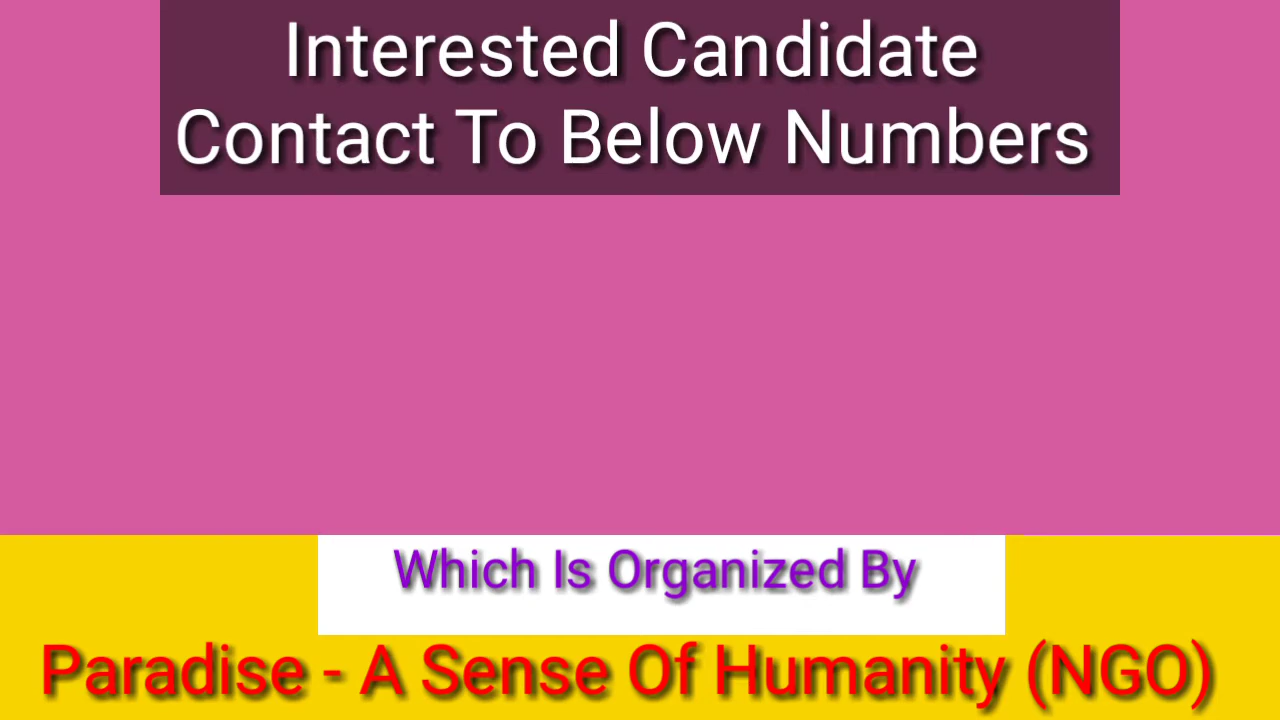 Interested Candidate
Contact To Below Numbers
Which Is Organized By
Paradise - A Sense Of Humanity (NGO)